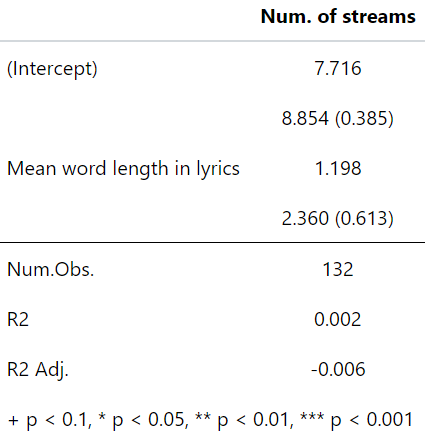 Num. of streams
(Intercept) 7.716
8.854 (0.385)
Mean word length in lyrics 1.198
2.360 (0.613)
Num.Obs. 132
R2 0.002
R2 Adj. -0.006
+ p < 0.1, * p < 0.05, ** p < 0.01, *** p < 0.001